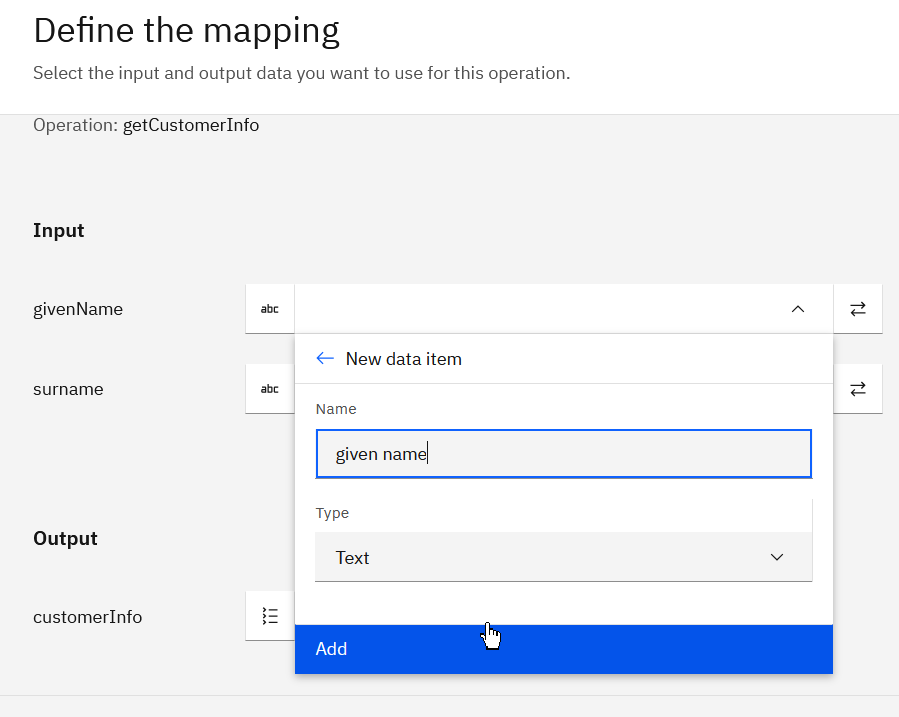 Define the mapping
Select the input and output data you want to use for this operation.
Operation: getCustomerInfo
Input
givenName abc
New data item
surname abc
Name
given name
Type
Text
Output
customerInfo
Add